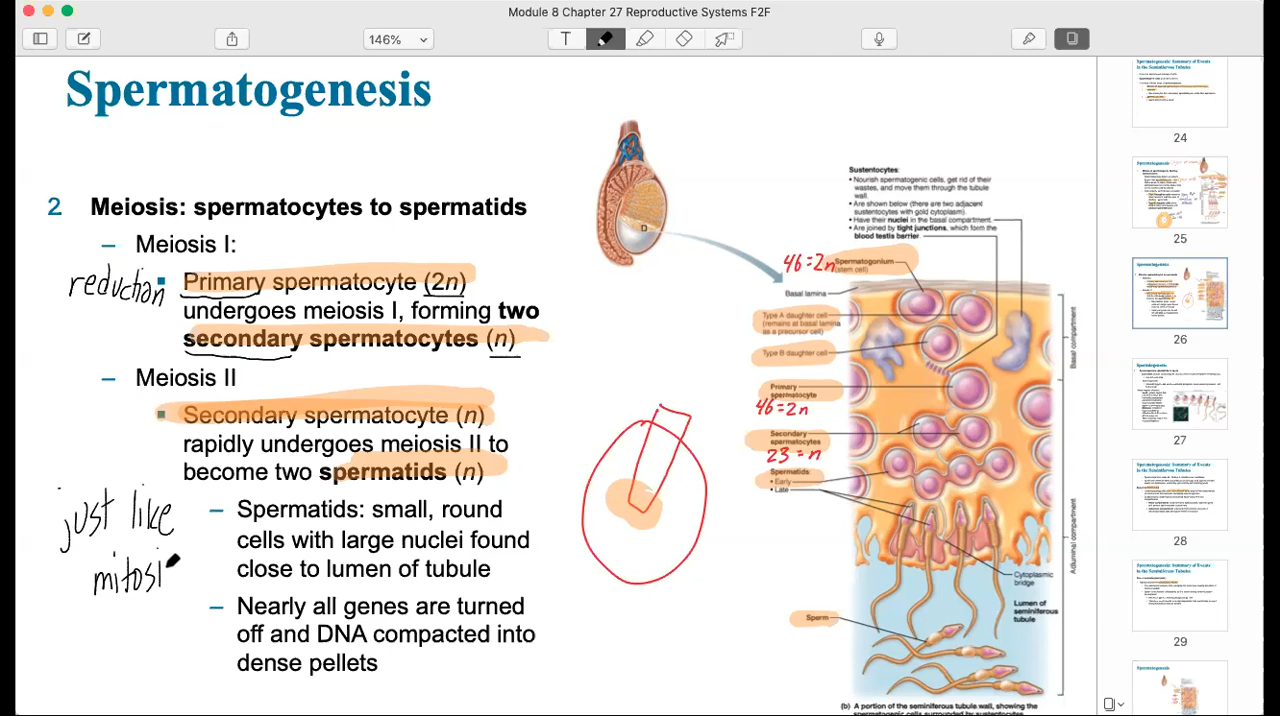 Module 8 Chapter 27 Reproductive Systems F2F
146%
T
Spermatogenesis
2 Meiosis: spermatocytes to spermatids
– Meiosis I:
reduction
Primary spermatocyte (2n)
undergoes meiosis I, forming two
secondary spermatocytes (n)
– Meiosis II
Secondary spermatocyte (n)
rapidly undergoes meiosis II to
become two spermatids (n)
just like
mitosi
– Spermatids: small, round
cells with large nuclei found
close to lumen of tubule
– Nearly all genes are turned
off and DNA compacted into
dense pellets
Sustentocytes:
• Nourish spermatogenic cells, get rid of their
wastes, and move them through the tubule
wall.
• Are shown (there are two adjacent
sustentocytes with gold cytoplasm).
• Have their nuclei in the basal compartment.
• Are joined by tight junctions, which form the
blood testis barrier.
46=2n
Spermatogonium
(stem cell)
Basal lamina
Type A daughter cell
(remains at basal lamina
as a precursor cell)
Type B daughter cell
Primary
spermatocyte
46=2n
Secondary
spermatocytes
23=n
Spermatids:
• Early
• Late
Sperm
Cytoplasmic
bridge
Lumen of
seminiferous
tubule
Basal compartment
Adluminal compartment
(b) A portion of the seminiferous tubule wall, showing the
spermatogenic cells surrounded by sustentocytes
24
25
26
27
28
29